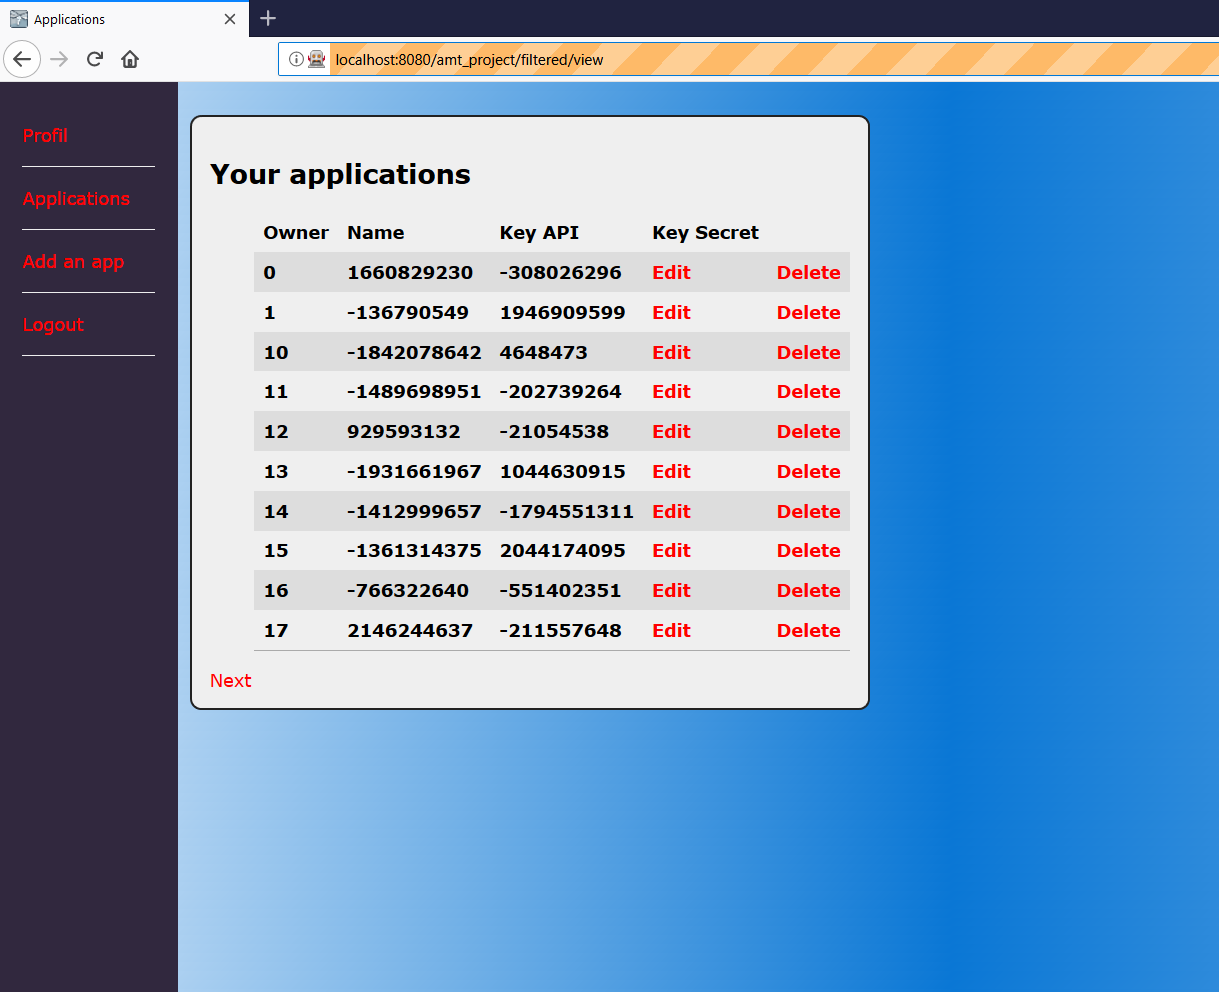 Applications
localhost:8080/amt_project/filtered/view
Profil
Applications
Add an app
Logout
Your applications
Owner Name Key API Key Secret
0 1660829230 -308026296 Edit Delete
1 -136790549 1946909599 Edit Delete
10 -1842078642 4648473 Edit Delete
11 -1489698951 -202739264 Edit Delete
12 929593132 -21054538 Edit Delete
13 -1931661967 1044630915 Edit Delete
14 -1412999657 -1794551311 Edit Delete
15 -1361314375 2044174095 Edit Delete
16 -766322640 -551402351 Edit Delete
17 2146244637 -211557648 Edit Delete
Next